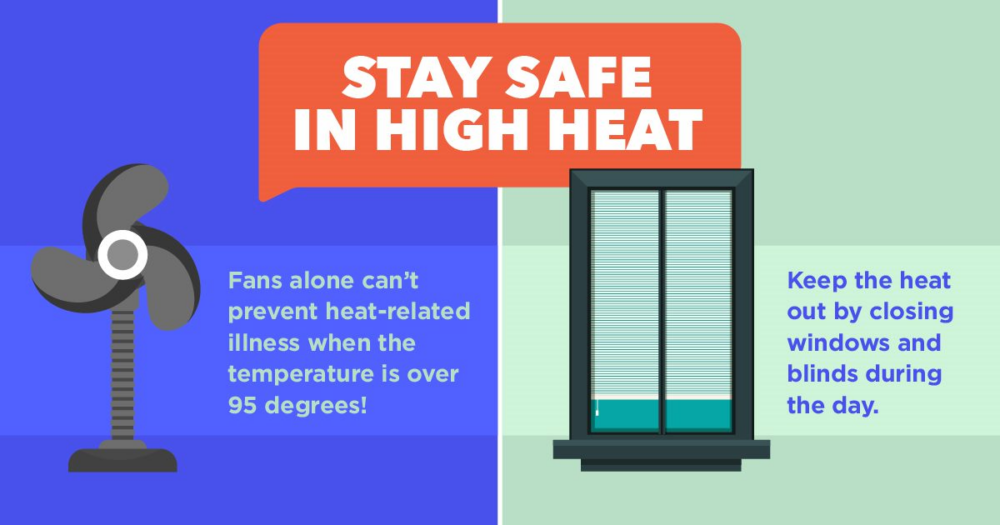 STAY SAFE
IN HIGH HEAT
Fans alone can’t
prevent heat-related
illness when the
temperature is over
95 degrees!
Keep the heat
out by closing
windows and
blinds during
the day.